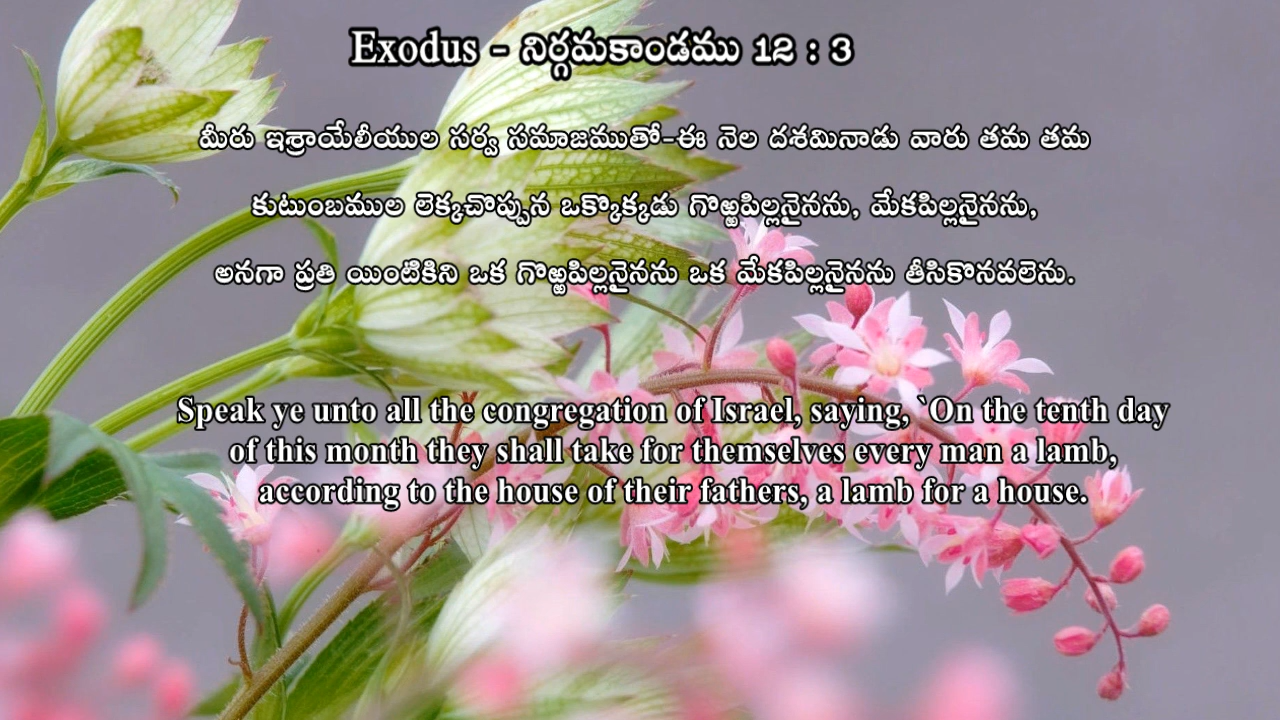 Exodus - నిర్గమకాండము 12 : 3
మీరు ఇశ్రాయేలీయుల సర్వ సమాజముతో-ఈ నెల దశమినాడు వారు తమ తమ
కుటుంబముల లెక్కచొప్పున ఒక్కొక్కడు గొఱ్ఱపిల్లనైనను, మేకపిల్లనైనను,
అనగా ప్రతి యింటికిని ఒక గొఱ్ఱపిల్లనైనను ఒక మేకపిల్లనైనను తీసికొనవలెను.
Speak ye unto all the congregation of Israel, saying, `On the tenth day
of this month they shall take for themselves every man a lamb,
according to the house of their fathers, a lamb for a house.